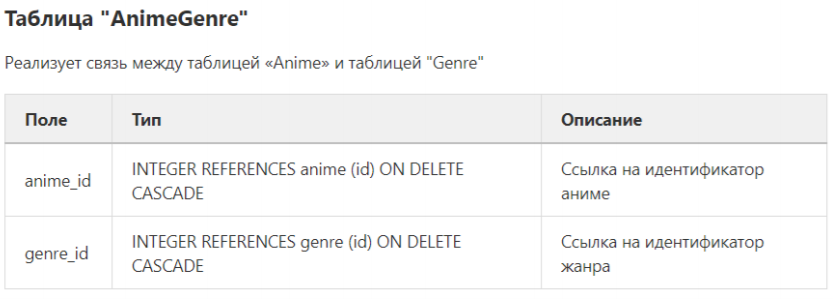 Таблица "AnimeGenre"
Реализует связь между таблицей «Anime» и таблицей "Genre"
Поле Тип Описание
anime_id INTEGER REFERENCES anime (id) ON DELETE CASCADE Ссылка на идентификатор аниме
genre_id INTEGER REFERENCES genre (id) ON DELETE CASCADE Ссылка на идентификатор жанра